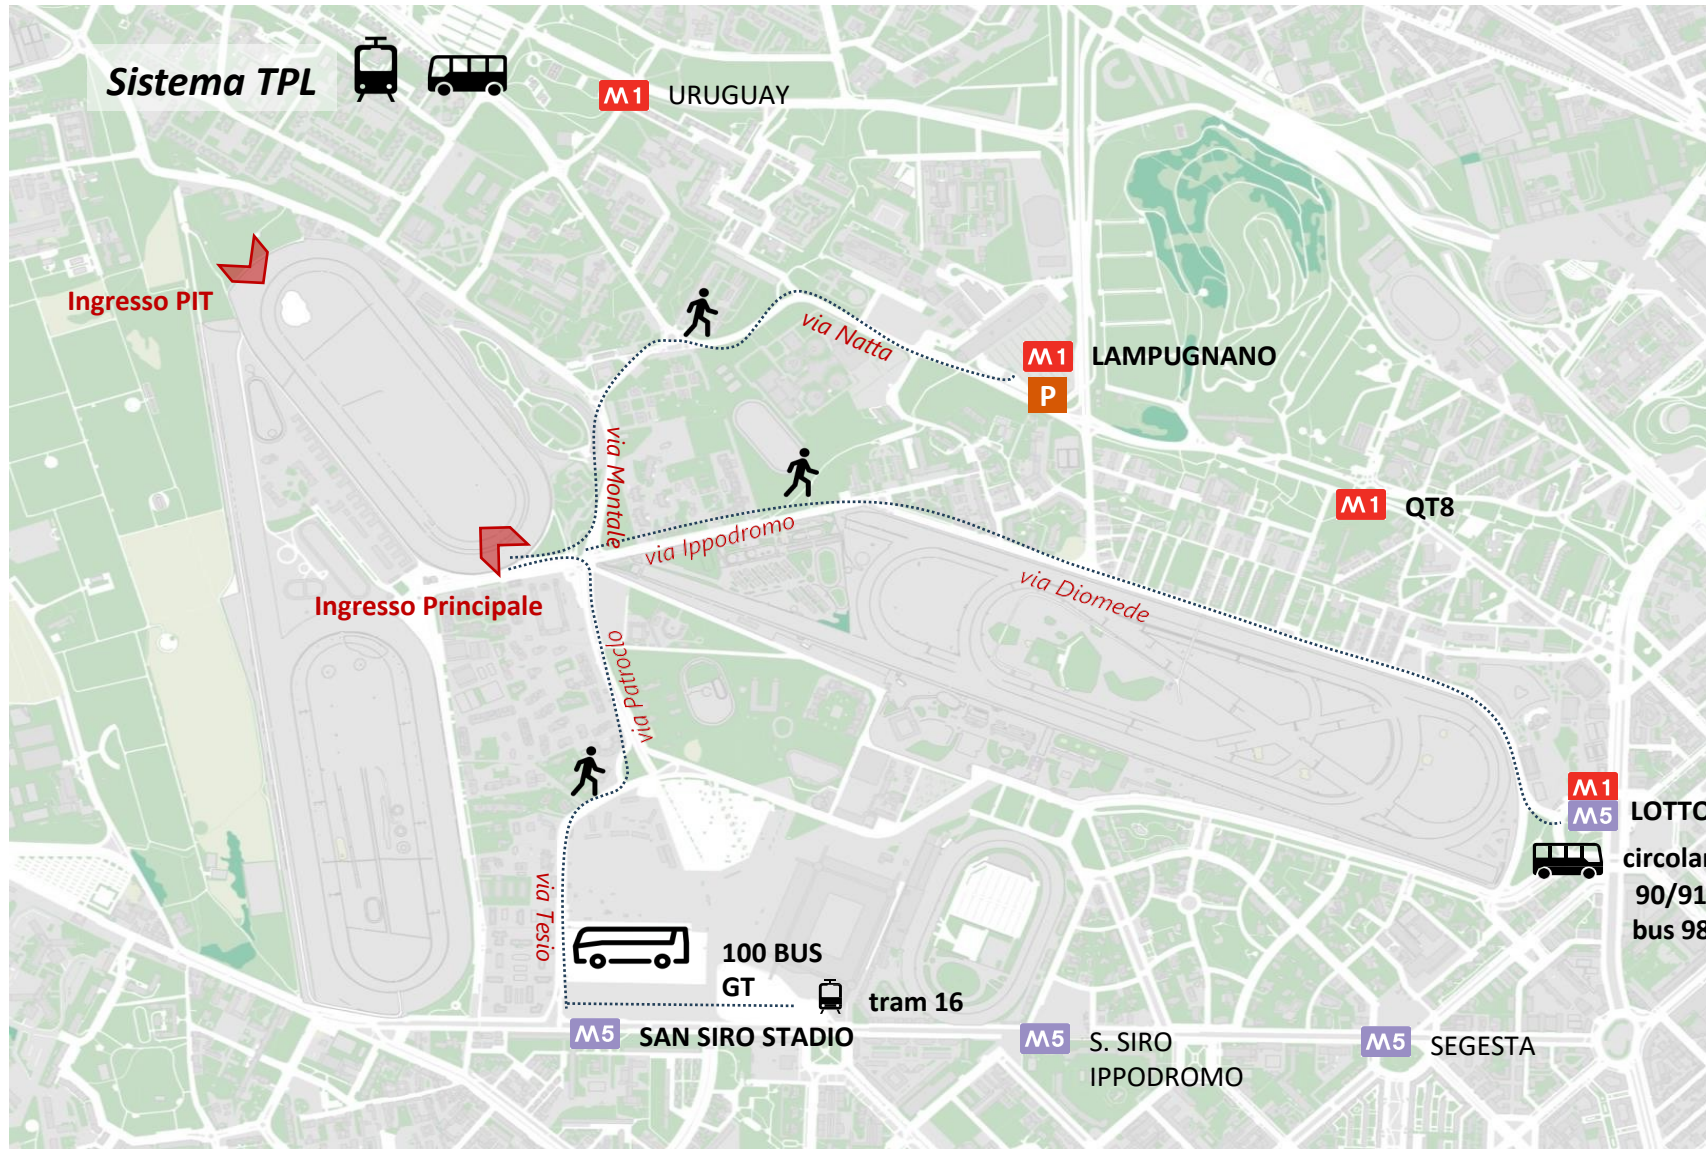 Sistema TPL
M1 URUGUAY
Ingresso PIT
via Natta
M1 LAMPUGNANO
P
via Montale
M1 QT8
via Ippodromo
via Diomede
Ingresso Principale
via Patroclo
M1
M5 LOTTO
circolar
90/91
bus 98
via Tesio
100 BUS
GT
tram 16
M5 SAN SIRO STADIO
M5 S. SIRO
IPPODROMO
M5 SEGESTA